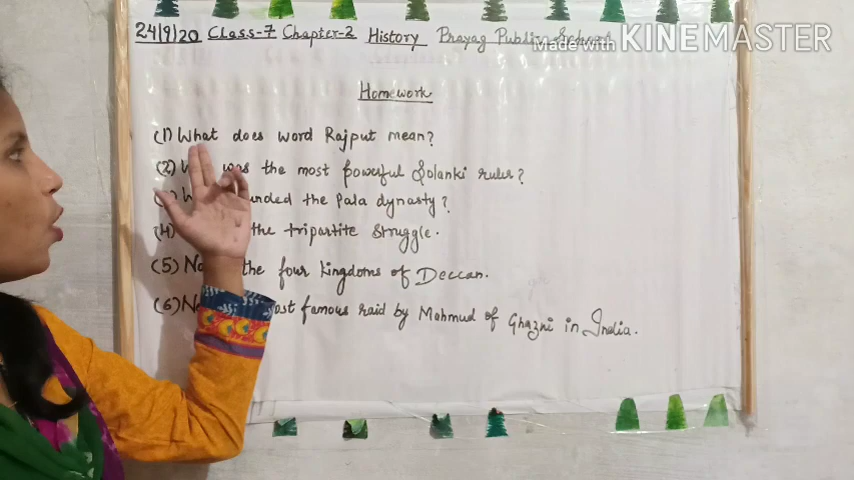 24/9/20 Class-7 Chapter-2 History Prayag Public School
Made with KINEMASTER
Homework
(1) What does word Rajput mean?
(2) was the most powerful Solanki ruler?
the Pala dynasty?
(4) the tripartite struggle.
(5) the four kingdoms of Deccan.
(6) most famous raid by Mahmud of Ghazni in India.